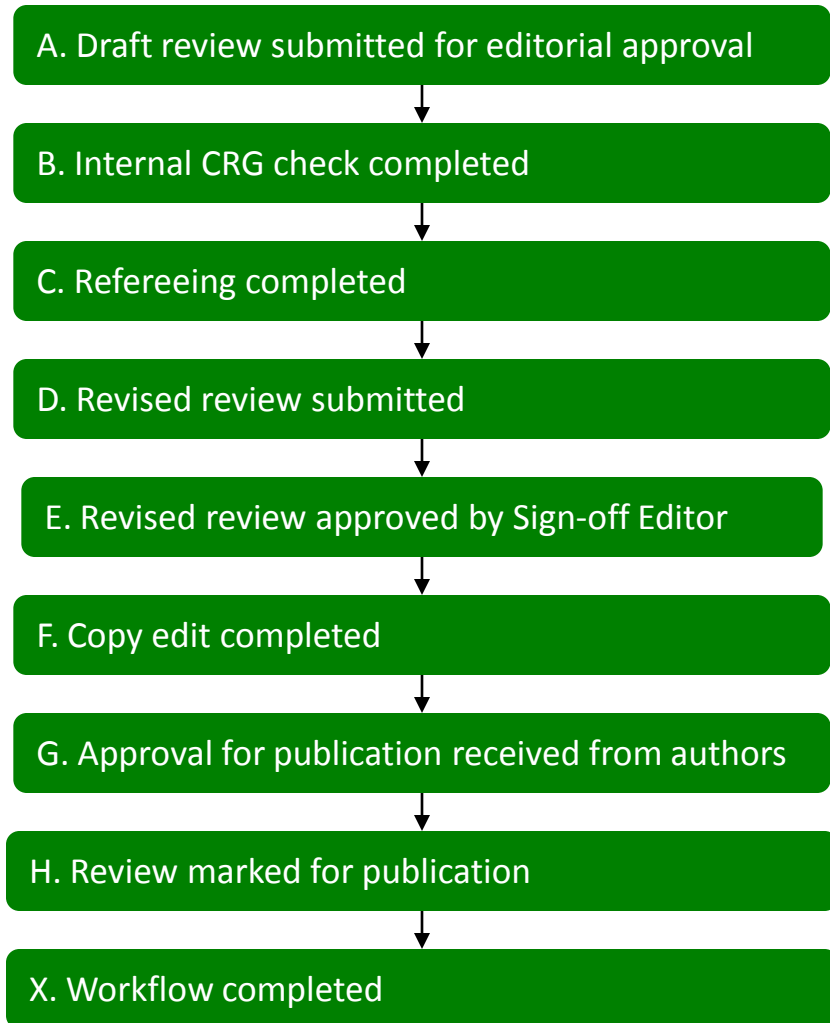 A. Draft review submitted for editorial approval
B. Internal CRG check completed
C. Refereeing completed
D. Revised review submitted
E. Revised review approved by Sign-off Editor
F. Copy edit completed
G. Approval for publication received from authors
H. Review marked for publication
X. Workflow completed